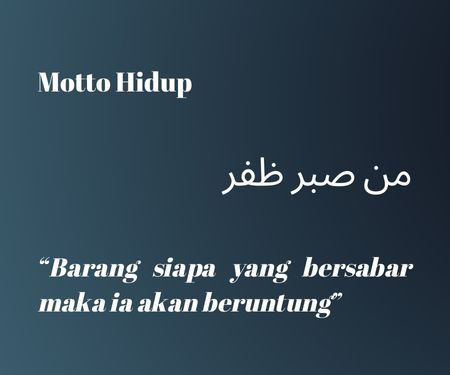 Motto Hidup
من صبر ظفر
“Barang siapa yang bersabar
maka ia akan beruntung”